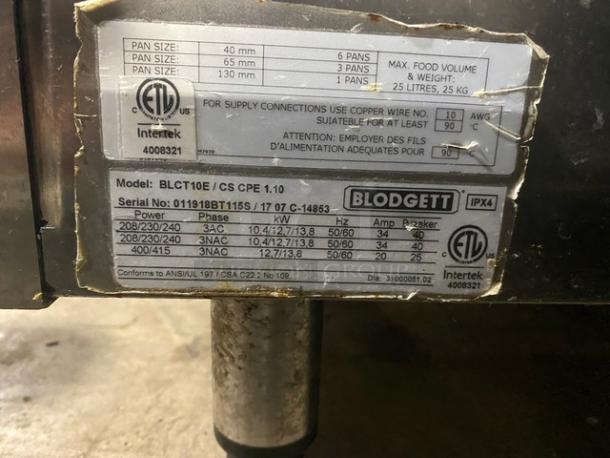 PAN SIZE: 40 mm 6 PANS
PAN SIZE: 65 mm 3 PANS
PAN SIZE: 130 mm 1 PANS
MAX. FOOD VOLUME
& WEIGHT:
25 LITRES, 25 KG
ETL
C US
Intertek
4008321
FOR SUPPLY CONNECTIONS USE COPPER WIRE NO. 10 AWG
SUIATEBLE FOR AT LEAST 90 °C
ATTENTION: EMPLOYER DES FILS
D'ALIMENTATION ADEQUATES POUR 90 °C
Model: BLCT10E / CS CPE 1.10
Serial No: 011918BT115S / 17 07 C-14853
BLODGETT
IPX4
Power Phase kW Hz Amp Breaker
208/230/240 3AC 10,4/12,7/13,8 50/60 34 40
208/230/240 3NAC 10,4/12,7/13,8 50/60 34 40
400/415 3NAC 12,7/13,8 50/60 20 25
Conforms to ANSI/UL 197 / CSA C22.2 No 109 Dia. 31000051.02
ETL
C US
Intertek
4008321